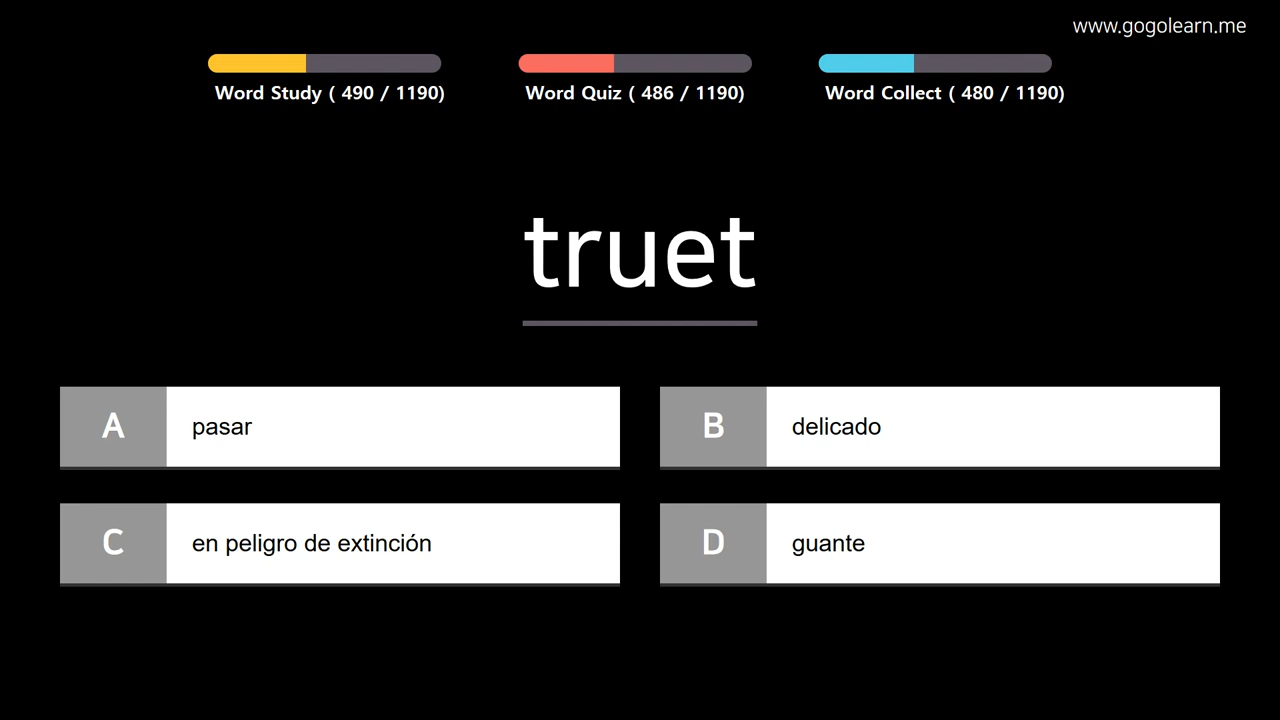 www.gogolearn.me
Word Study ( 490 / 1190)
Word Quiz ( 486 / 1190)
Word Collect ( 480 / 1190)
truet
A
pasar
B
delicado
C
en peligro de extinción
D
guante